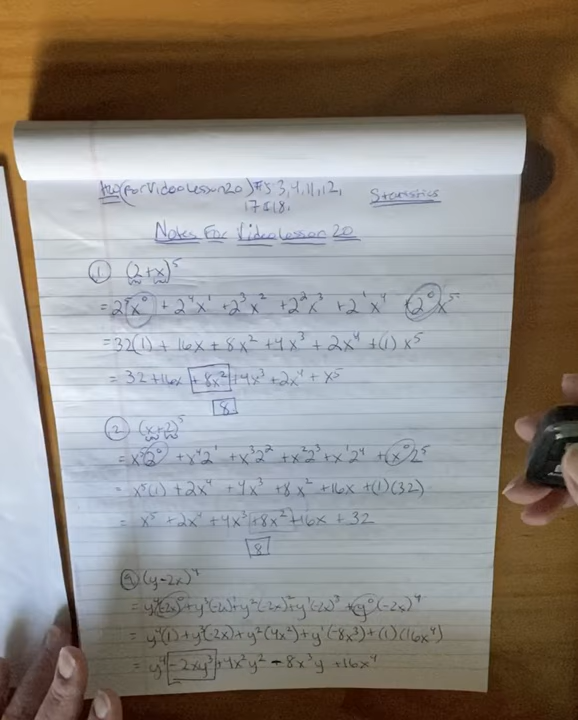 HW (For Video Lesson 20) #'s 3, 4, 11, 12, Statistics
17 & 18.
Notes For Video Lesson 20
① (2+x)⁵
= 2⁵x⁰ + 2⁴x¹ + 2³x² + 2²x³ + 2¹x⁴ + 2⁰x⁵
= 32(1) + 16x + 8x² + 4x³ + 2x⁴ + (1)x⁵
= 32 + 16x + 8x² + 4x³ + 2x⁴ + x⁵
8
② (x+2)⁵
= x⁵2⁰ + x⁴2¹ + x³2² + x²2³ + x¹2⁴ + x⁰2⁵
= x⁵(1) + 2x⁴ + 4x³ + 8x² + 16x + (1)(32)
= x⁵ + 2x⁴ + 4x³ + 8x² + 16x + 32
8
⑨ (y-2x)⁴
= y⁴(-2x)⁰ + y³(-2x)¹ + y²(-2x)² + y¹(-2x)³ + y⁰(-2x)⁴
= y⁴(1) + y³(-2x) + y²(4x²) + y¹(-8x³) + (1)(16x⁴)
= y⁴ - 2xy³ + 4x²y² - 8x³y + 16x⁴